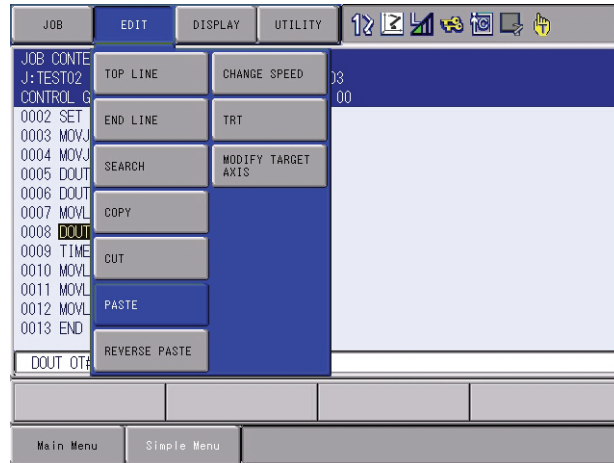 JOB EDIT DISPLAY UTILITY
JOB CONTE
J:TEST02 03
CONTROL G 00
TOP LINE CHANGE SPEED
END LINE TRT
SEARCH MODIFY TARGET
AXIS
COPY
CUT
PASTE
REVERSE PASTE
0002 SET
0003 MOVJ
0004 MOVJ
0005 DOUT
0006 DOUT
0007 MOVL
0008 DOUT
0009 TIME
0010 MOVL
0011 MOVL
0012 MOVL
0013 END
DOUT OT#
Main Menu Simple Menu